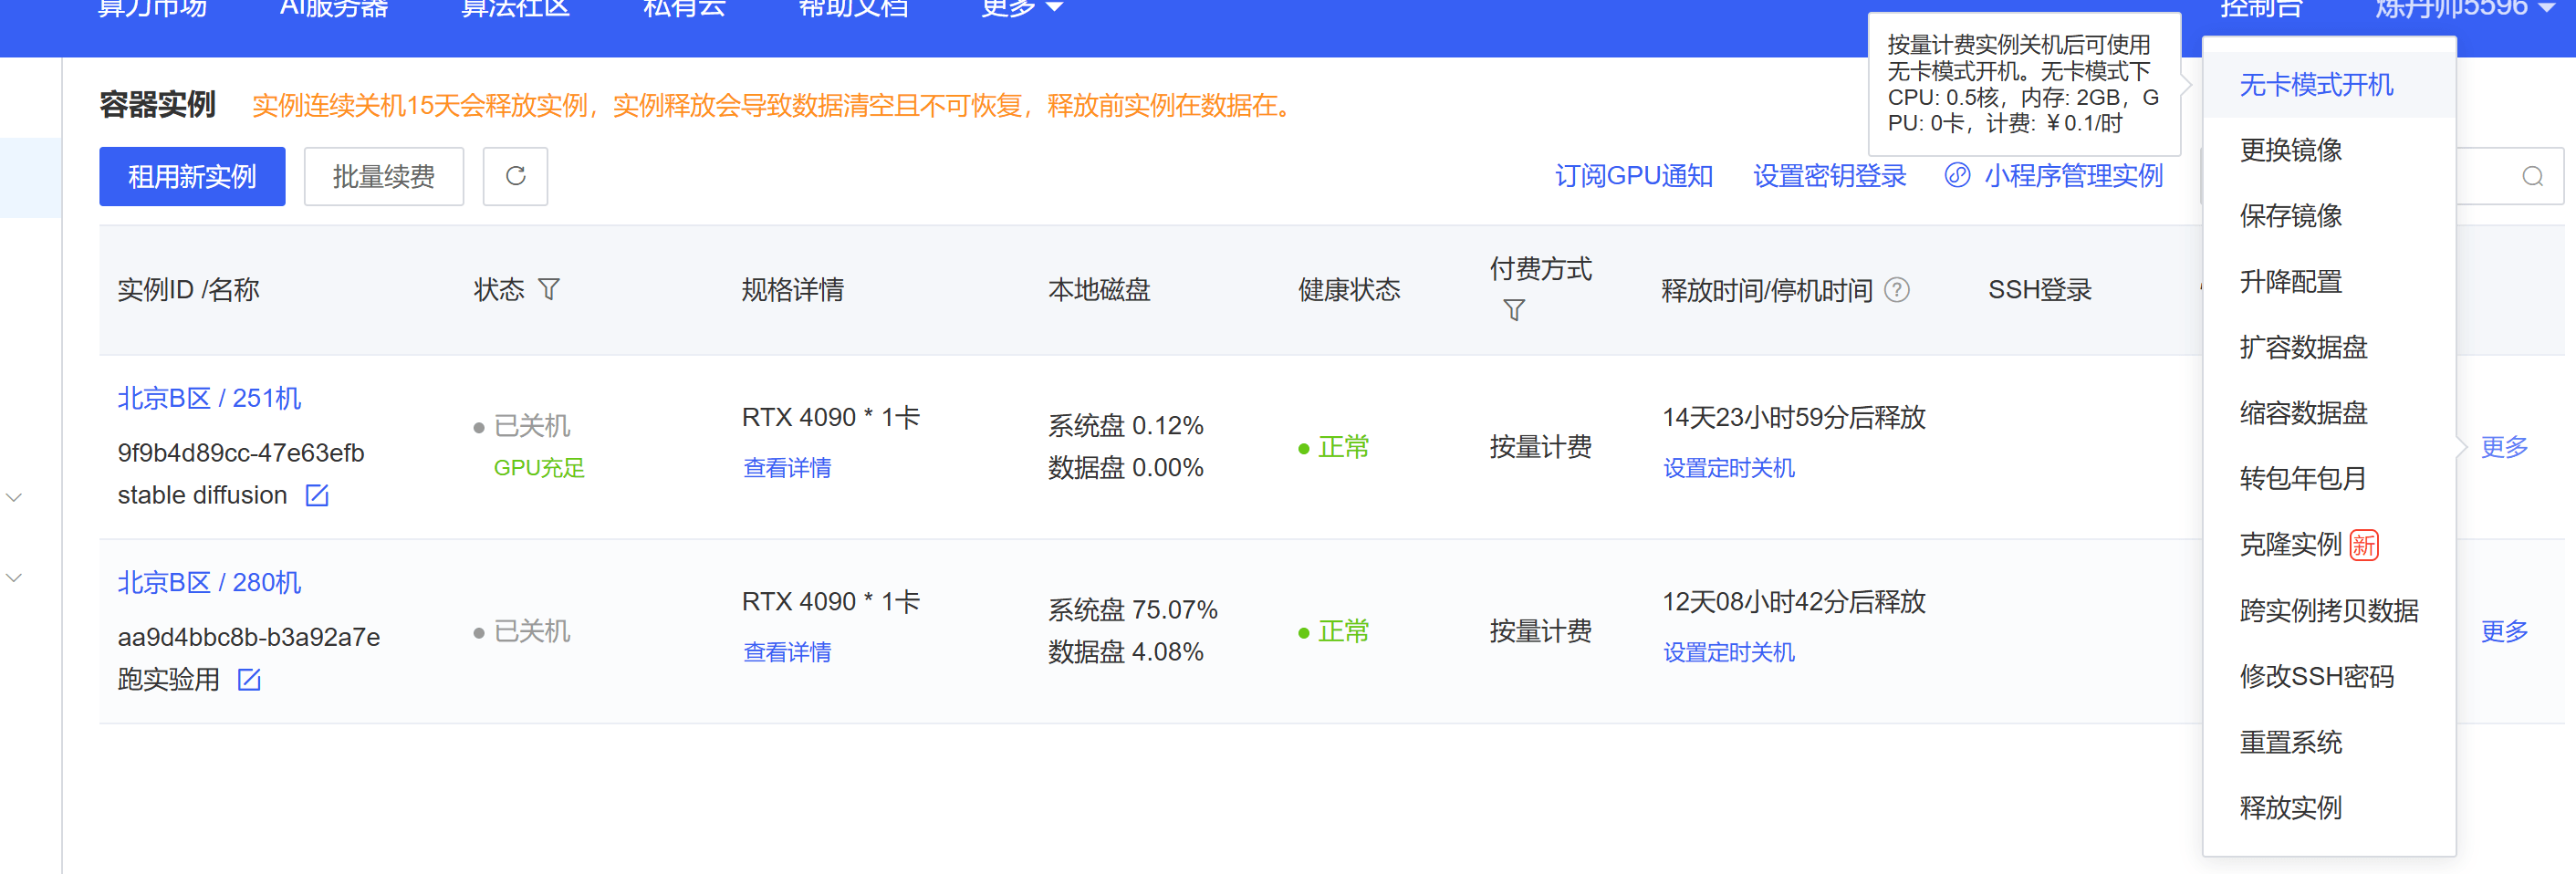 算力市场 AI服务器 算法社区 私有云 帮助文档 更多 控制台 炼丹师5596
容器实例 实例连续关机15天会释放实例，实例释放会导致数据清空且不可恢复，释放前实例在数据在。
按量计费实例关机后可使用
无卡模式开机。无卡模式下
CPU: 0.5核，内存: 2GB，G
PU: 0卡，计费: ￥0.1/时
租用新实例 批量续费 订阅GPU通知 设置密钥登录 小程序管理实例
实例ID /名称 状态 规格详情 本地磁盘 健康状态 付费方式 释放时间/停机时间 ? SSH登录
北京B区 / 251机
9f9b4d89cc-47e63efb
stable diffusion
已关机
GPU充足
RTX 4090 * 1卡
查看详情
系统盘 0.12%
数据盘 0.00%
正常
按量计费
14天23小时59分后释放
设置定时关机
更多
北京B区 / 280机
aa9d4bbc8b-b3a92a7e
跑实验用
已关机
RTX 4090 * 1卡
查看详情
系统盘 75.07%
数据盘 4.08%
正常
按量计费
12天08小时42分后释放
设置定时关机
更多
无卡模式开机
更换镜像
保存镜像
升降配置
扩容数据盘
缩容数据盘
转包年包月
克隆实例 新
跨实例拷贝数据
修改SSH密码
重置系统
释放实例